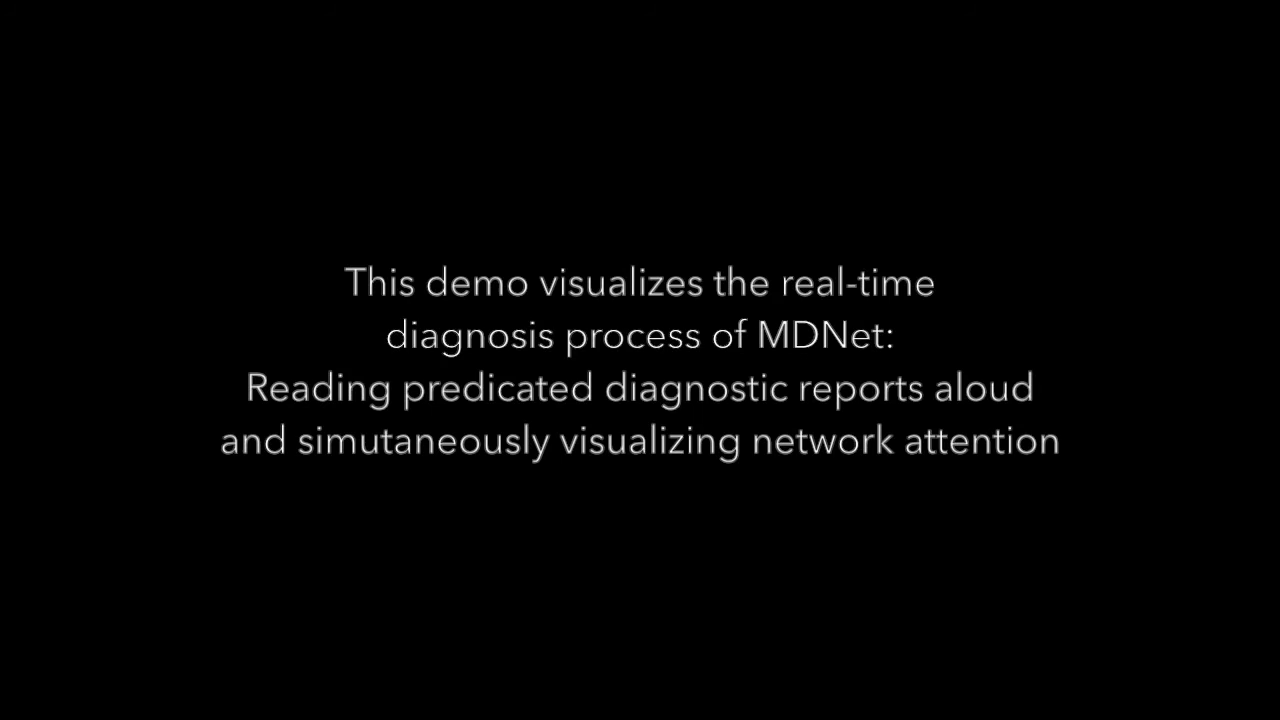 This demo visualizes the real-time
diagnosis process of MDNet:
Reading predicated diagnostic reports aloud
and simutaneously visualizing network attention